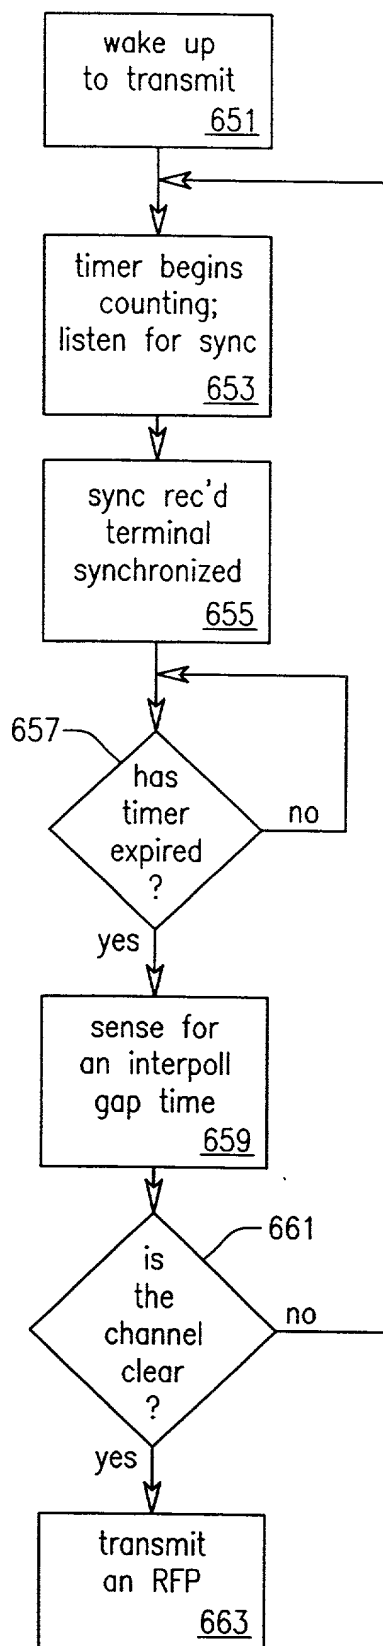 wake up
to transmit
651
timer begins
counting;
listen for sync
653
sync rec'd
terminal
synchronized
655
657
has
timer
expired
?
no
yes
sense for
an interpoll
gap time
659
661
is
the
channel
clear
?
no
yes
transmit
an RFP
663